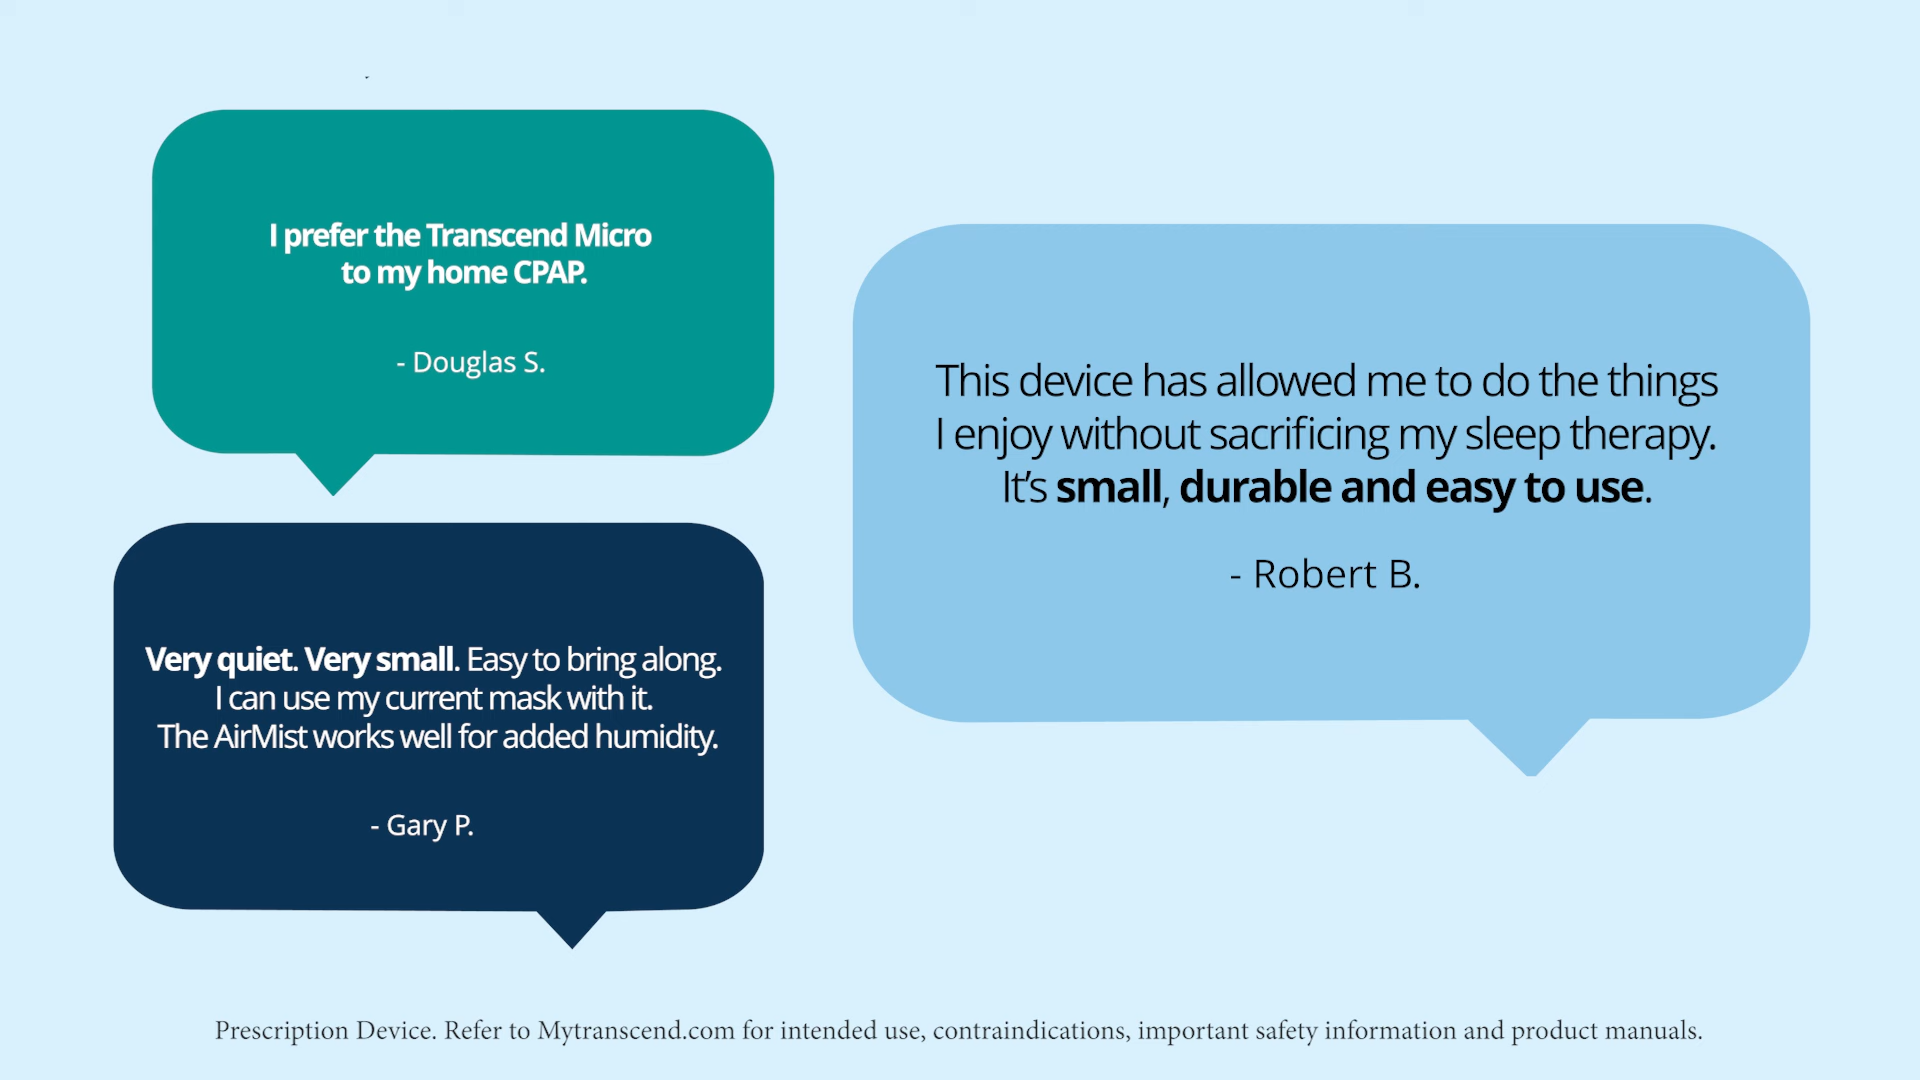 I prefer the Transcend Micro
to my home CPAP.
- Douglas S.
Very quiet. Very small. Easy to bring along.
I can use my current mask with it.
The AirMist works well for added humidity.
- Gary P.
This device has allowed me to do the things
I enjoy without sacrificing my sleep therapy.
It’s small, durable and easy to use.
- Robert B.
Prescription Device. Refer to Mytranscend.com for intended use, contraindications, important safety information and product manuals.